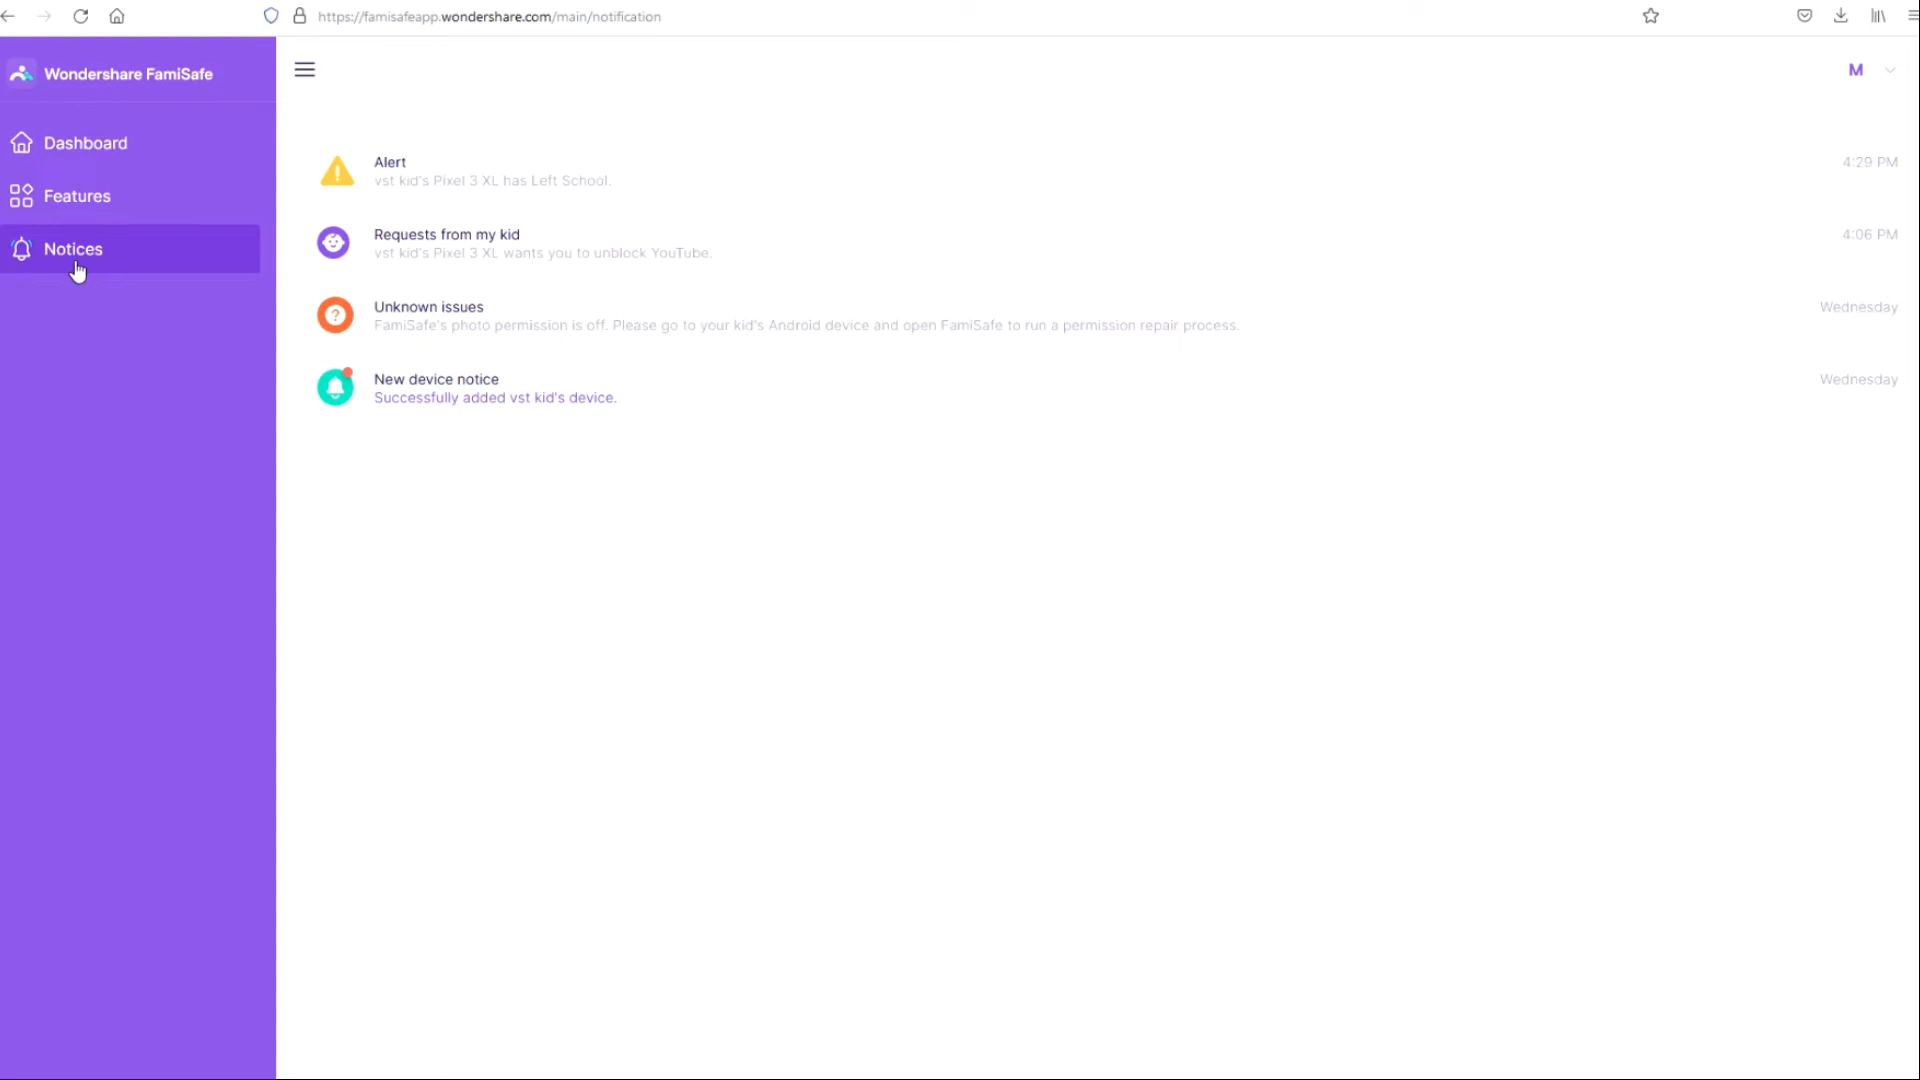 https://famisafeapp.wondershare.com/main/notification
Wondershare FamiSafe
M
Dashboard
Features
Notices
Alert
4:29 PM
vst kid's Pixel 3 XL has Left School.
Requests from my kid
4:06 PM
vst kid's Pixel 3 XL wants you to unblock YouTube.
Unknown issues
Wednesday
FamiSafe's photo permission is off. Please go to your kid's Android device and open FamiSafe to run a permission repair process.
New device notice
Wednesday
Successfully added vst kid's device.